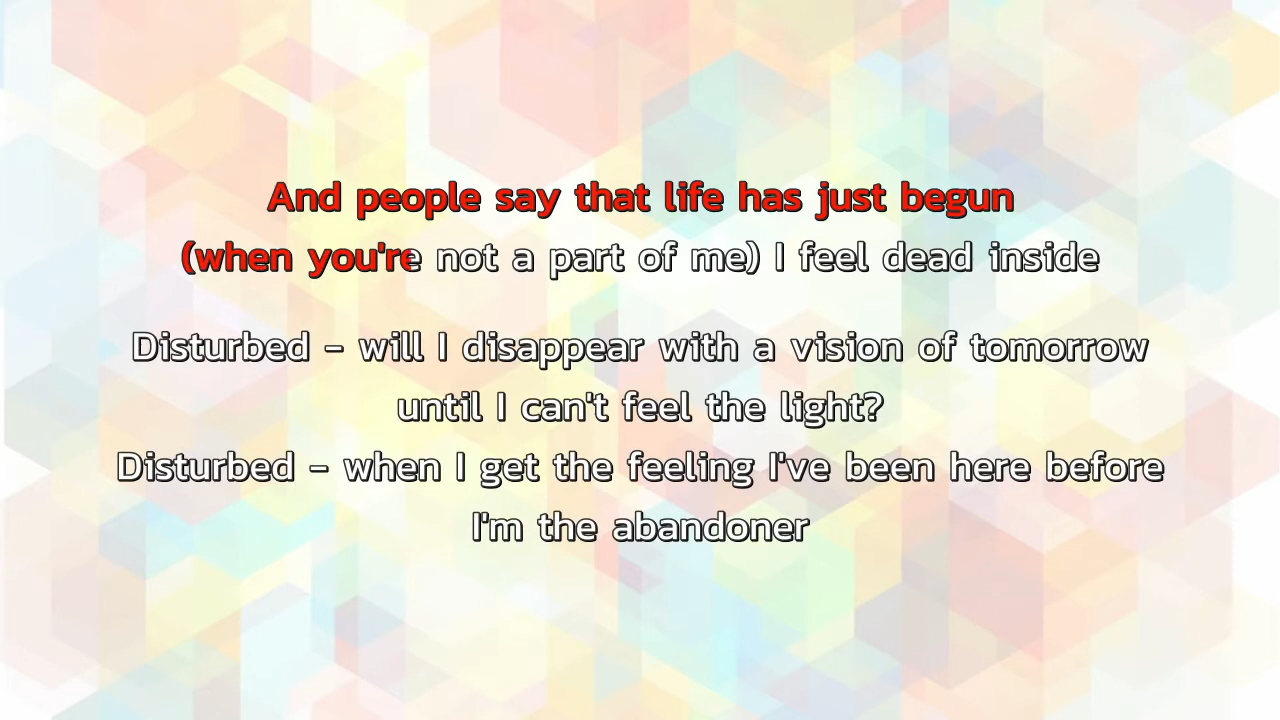 And people say that life has just begun
(when you're not a part of me) I feel dead inside
Disturbed – will I disappear with a vision of tomorrow
until I can't feel the light?
Disturbed – when I get the feeling I've been here before
I'm the abandoner